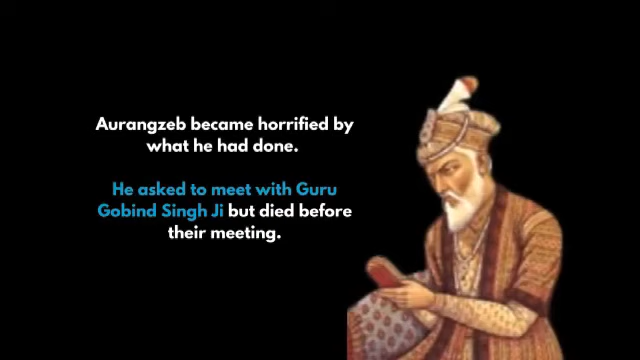 Aurangzeb became horrified by
what he had done.
He asked to meet with Guru
Gobind Singh Ji but died before
their meeting.